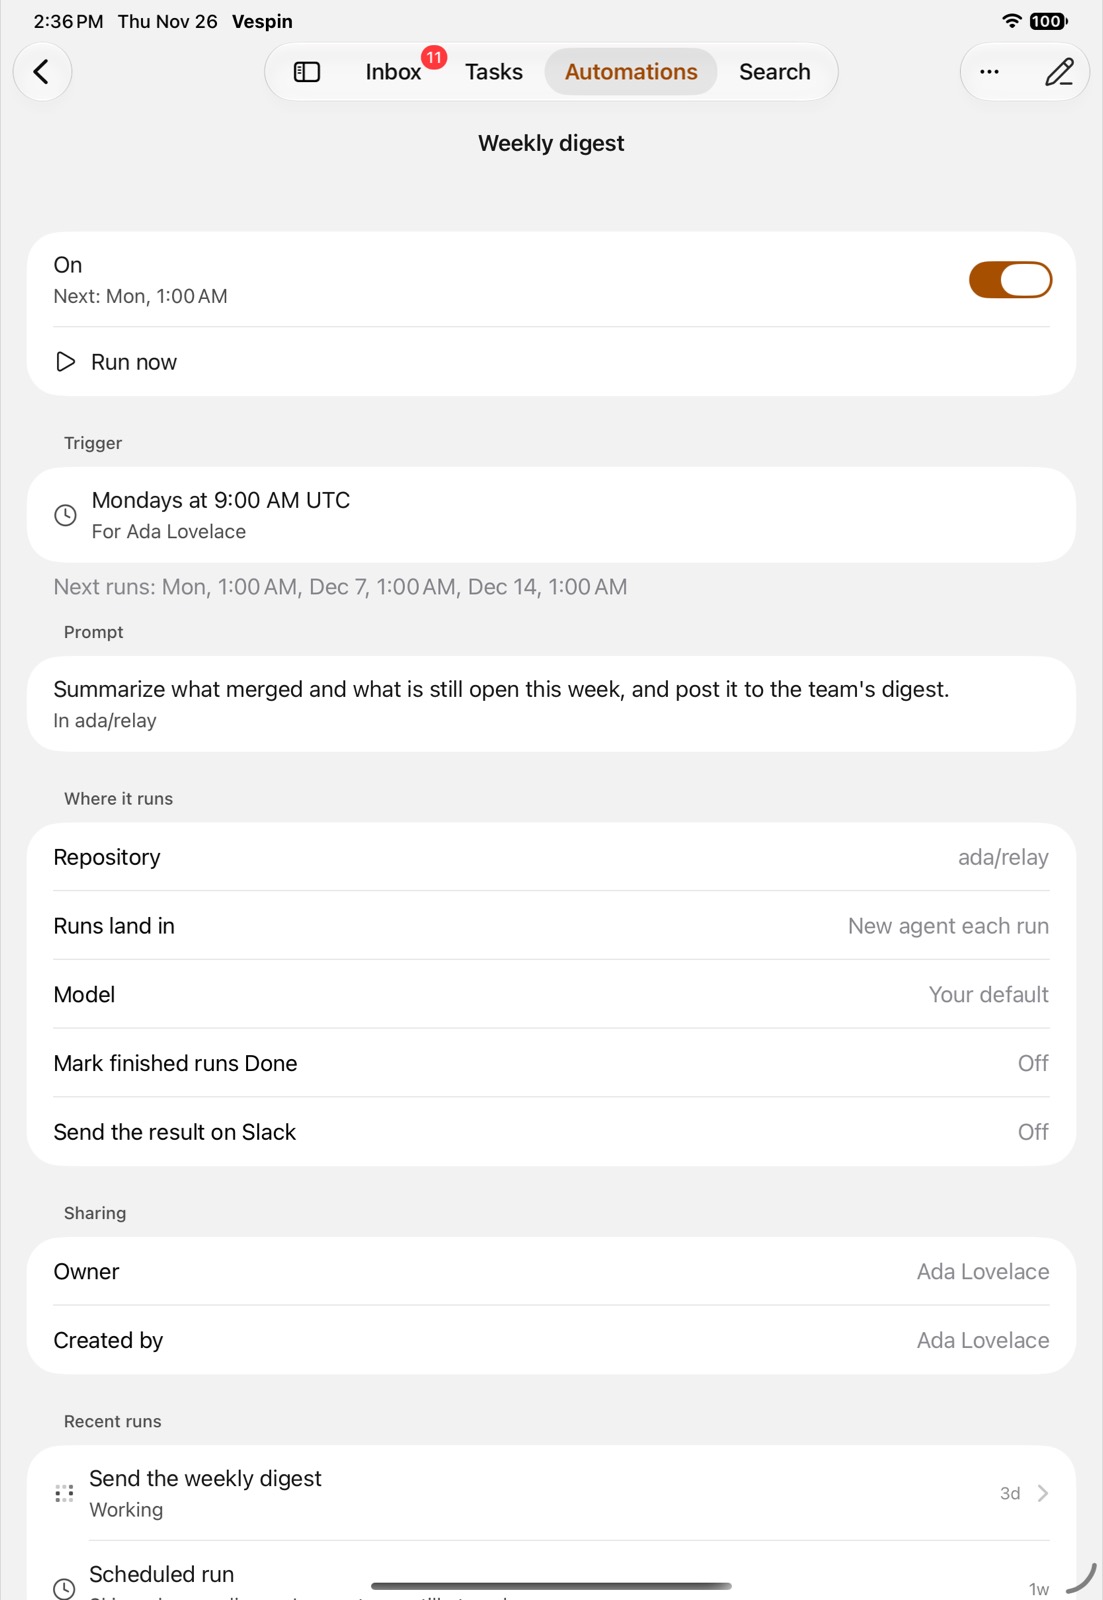 2:36 PM Thu Nov 26 Vespin
100
Inbox 11 Tasks Automations Search
Weekly digest
On
Next: Mon, 1:00 AM
Run now
Trigger
Mondays at 9:00 AM UTC
For Ada Lovelace
Next runs: Mon, 1:00 AM, Dec 7, 1:00 AM, Dec 14, 1:00 AM
Prompt
Summarize what merged and what is still open this week, and post it to the team's digest.
In ada/relay
Where it runs
Repository ada/relay
Runs land in New agent each run
Model Your default
Mark finished runs Done Off
Send the result on Slack Off
Sharing
Owner Ada Lovelace
Created by Ada Lovelace
Recent runs
Send the weekly digest
Working
3d
Scheduled run
1w